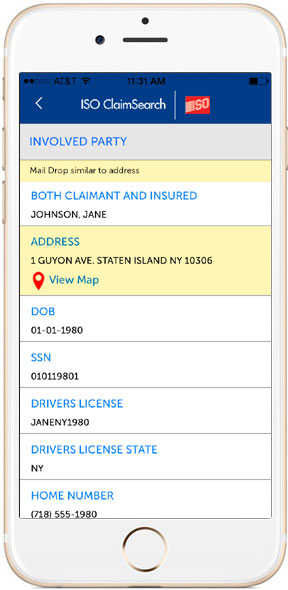 AT&T 11:31 AM
ISO ClaimSearch ISO
INVOLVED PARTY
Mail Drop similar to address
BOTH CLAIMANT AND INSURED
JOHNSON, JANE
ADDRESS
1 GUYON AVE. STATEN ISLAND NY 10306
View Map
DOB
01-01-1980
SSN
010119801
DRIVERS LICENSE
JANENY1980
DRIVERS LICENSE STATE
NY
HOME NUMBER
(718) 555-1980